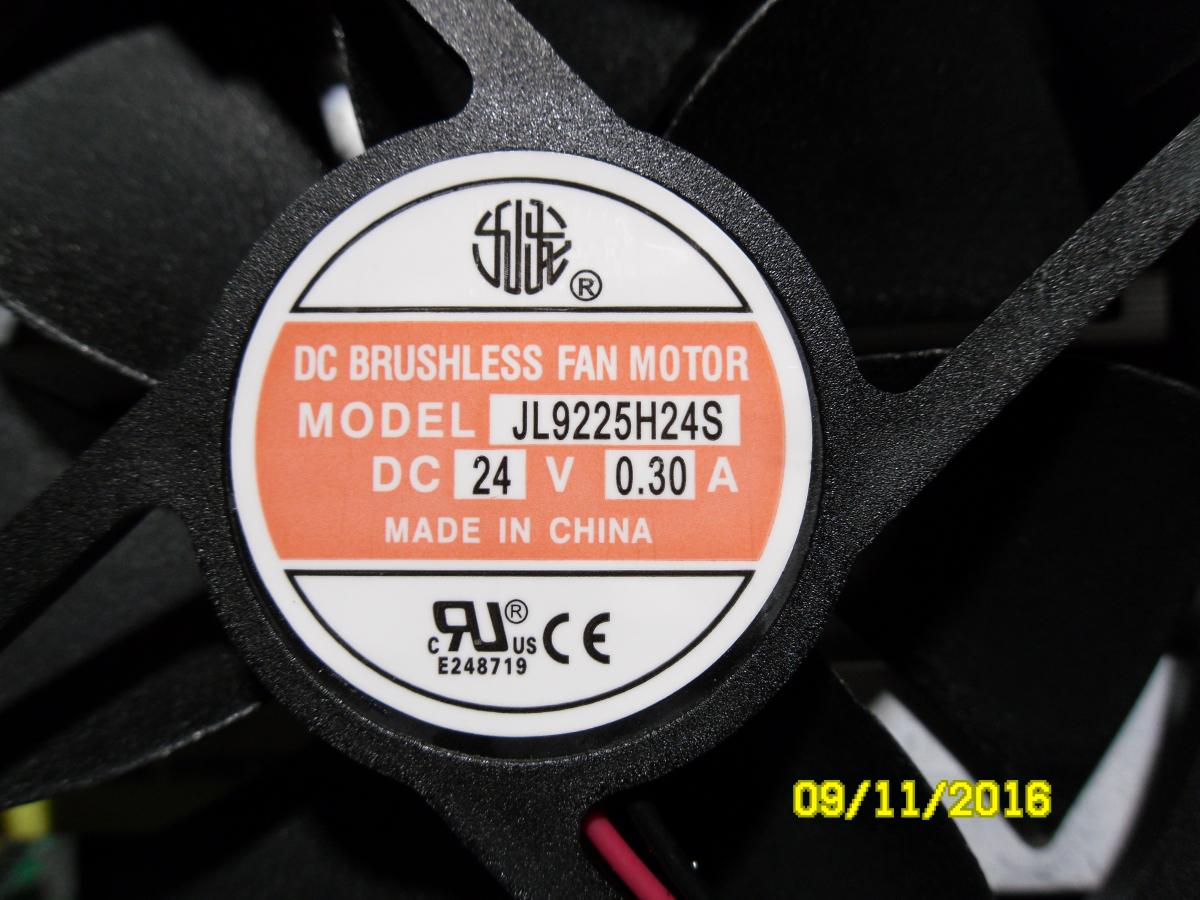 ®
DC BRUSHLESS FAN MOTOR
MODEL JL9225H24S
DC 24 V 0.30 A
MADE IN CHINA
c RU ® US CE
E248719
09/11/2016